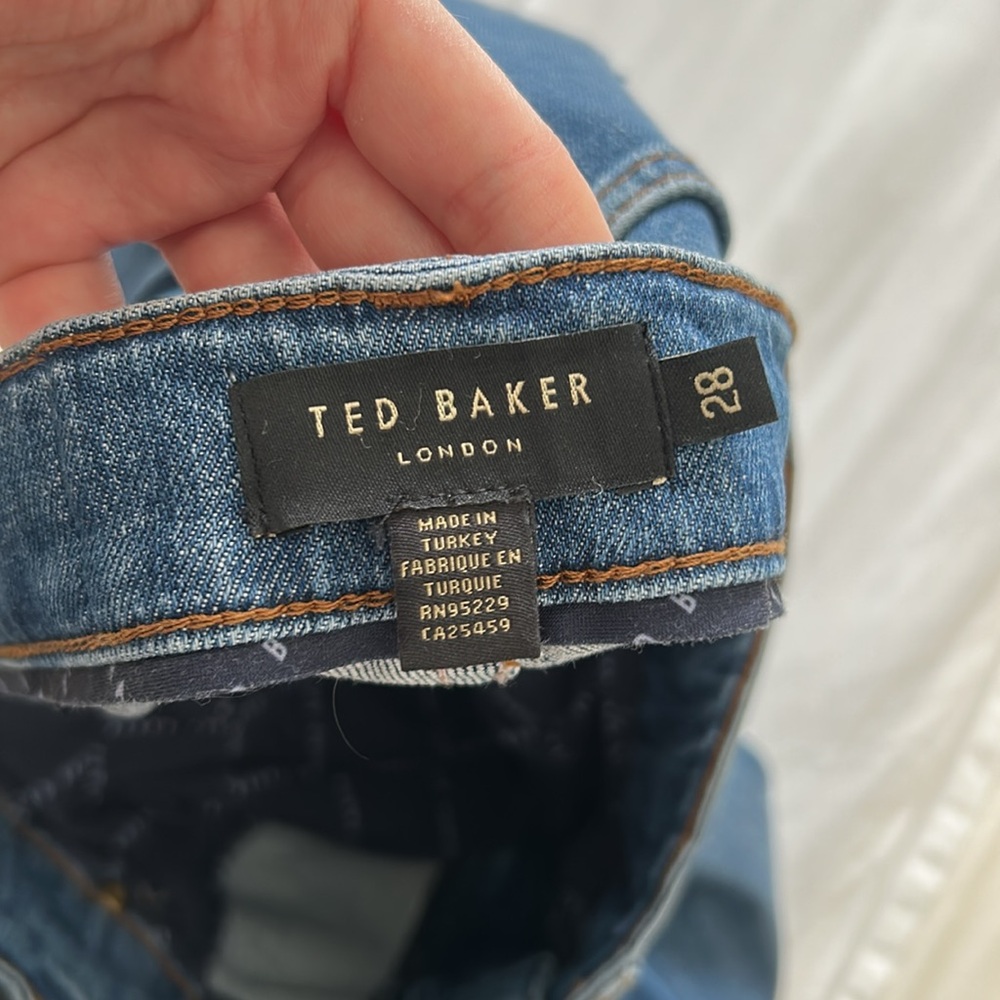 TED BAKER
LONDON
28
MADE IN
TURKEY
FABRIQUE EN
TURQUIE
RN95229
CA25459